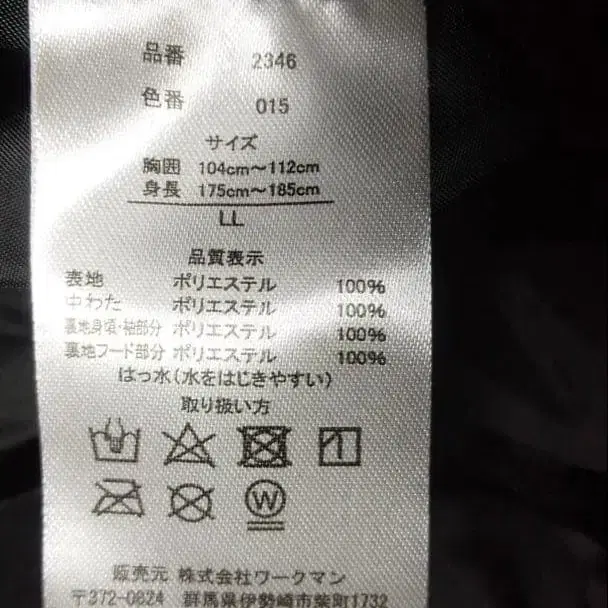 品番 2346
色番 015
サイズ
胸囲 104cm～112cm
身長 175cm～185cm
LL
品質表示
表地 ポリエステル 100%
中わた ポリエステル 100%
裏地身頃・袖部分 ポリエステル 100%
裏地フード部分 ポリエステル 100%
はっ水(水をはじきやすい)
取り扱い方
W
販売元 株式会社ワークマン
〒372-0824 群馬県伊勢崎市柴町1732